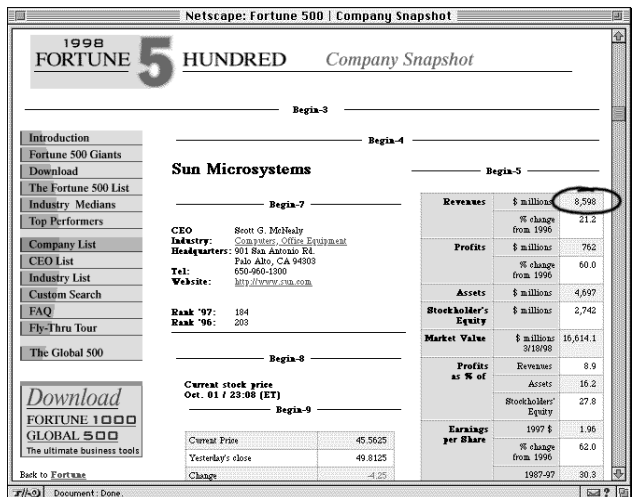 Netscape: Fortune 500 | Company Snapshot
1998
FORTUNE 5 HUNDRED Company Snapshot
Begin-3
Begin-4
Introduction
Fortune 500 Giants
Download
The Fortune 500 List
Industry Medians
Top Performers
Company List
CEO List
Industry List
Custom Search
FAQ
Fly-Thru Tour
The Global 500
Download
FORTUNE 1000
GLOBAL 500
The ultimate business tools
Back to Fortune
Sun Microsystems
Begin-7
CEO Scott G. McNealy
Industry: Computers, Office Equipment
Headquarters: 901 San Antonio Rd.
Palo Alto, CA 94303
Tel: 650-960-1300
Website: http://www.sun.com
Rank '97: 184
Rank '96: 203
Begin-8
Current stock price
Oct. 01 / 23:08 (ET)
Begin-9
Current Price 45.5625
Yesterday's close 49.8125
Change -4.25
Begin-5
Revenues $ millions 8,598
% change from 1996 21.2
Profits $ millions 762
% change from 1996 60.0
Assets $ millions 4,697
Stockholder's Equity $ millions 2,742
Market Value $ millions 3/18/98 16,614.1
Profits as % of Revenues 8.9
Assets 16.2
Stockholders' Equity 27.8
Earnings per Share 1997 $ 1.96
% change from 1996 62.0
1987-97 30.3
Document: Done.